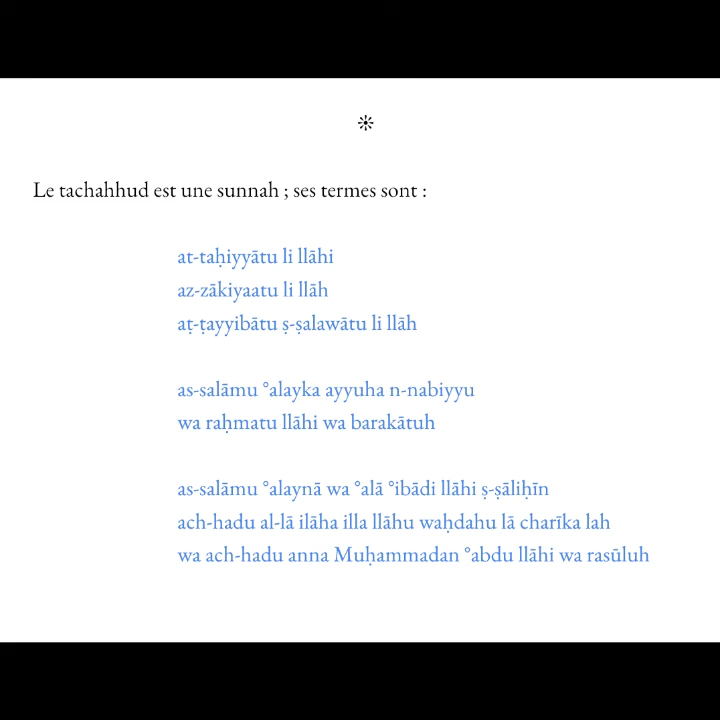 Le tachahhud est une sunnah ; ses termes sont :
at-taḥiyyātu li llāhi
az-zākiyaatu li llāh
aṭ-ṭayyibātu ṣ-ṣalawātu li llāh
as-salāmu °alayka ayyuha n-nabiyyu
wa raḥmatu llāhi wa barakātuh
as-salāmu °alaynā wa °alā °ibādi llāhi ṣ-ṣāliḥīn
ach-hadu al-lā ilāha illa llāhu waḥdahu lā charīka lah
wa ach-hadu anna Muḥammadan °abdu llāhi wa rasūluh